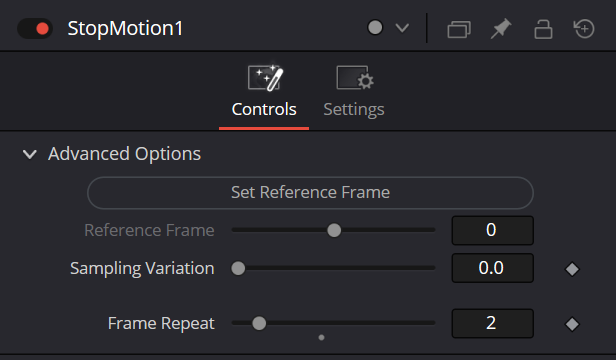 StopMotion1
Controls Settings
Advanced Options
Set Reference Frame
Reference Frame 0
Sampling Variation 0.0
Frame Repeat 2